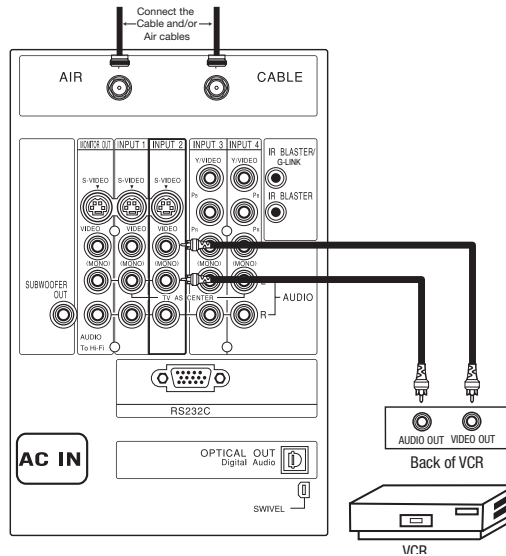 Connect the
Cable and/or
Air cables
AIR
CABLE
MONITOR OUT INPUT 1 INPUT 2 INPUT 3 INPUT 4
IR BLASTER/
G-LINK
Y/VIDEO Y/VIDEO
S-VIDEO S-VIDEO S-VIDEO
PB PB
IR BLASTER
PR PR
VIDEO VIDEO VIDEO
(MONO) (MONO) (MONO) (MONO)
L
SUBWOOFER
OUT
TV AS CENTER
AUDIO
R
AUDIO
To Hi-Fi
RS232C
AC IN
OPTICAL OUT
Digital Audio
SWIVEL
AUDIO OUT VIDEO OUT
Back of VCR
VCR